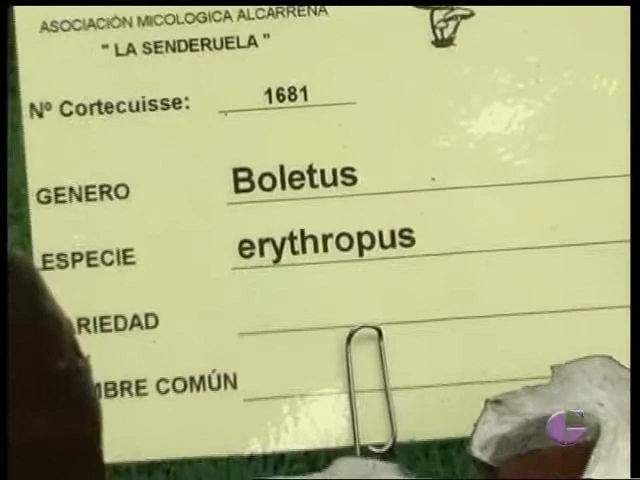 ASOCIACIÓN MICOLOGICA ALCARREÑA
" LA SENDERUELA "
Nº Cortecuisse: 1681
GENERO Boletus
ESPECIE erythropus
RIEDAD
MBRE COMÚN